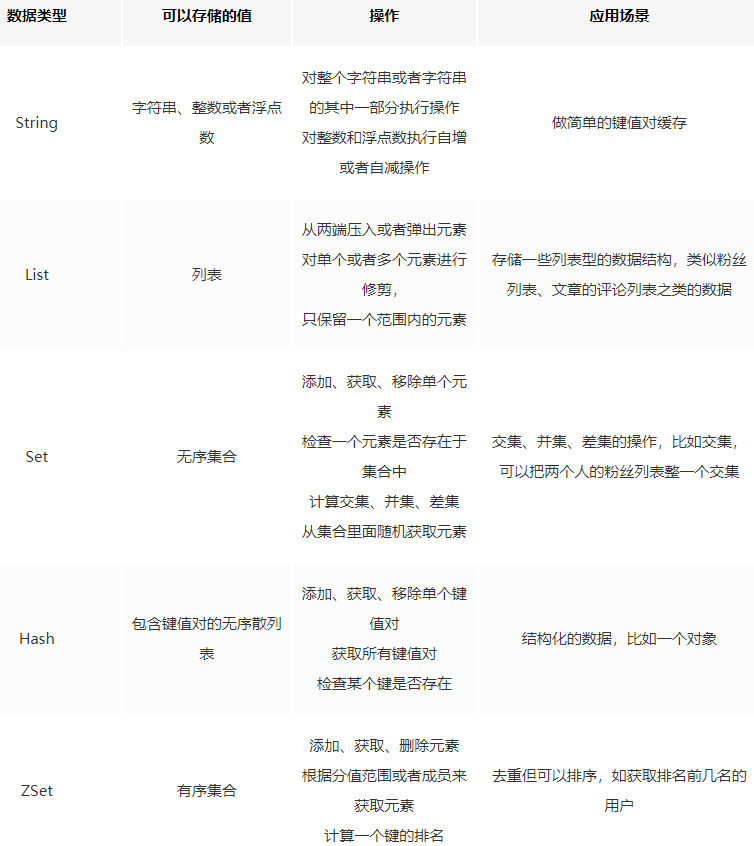 数据类型
可以存储的值
操作
应用场景
String
字符串、整数或者浮点
数
对整个字符串或者字符串
的其中一部分执行操作
对整数和浮点数执行自增
或者自减操作
做简单的键值对缓存
List
列表
从两端压入或者弹出元素
对单个或者多个元素进行
修剪，
只保留一个范围内的元素
存储一些列表型的数据结构，类似粉丝
列表、文章的评论列表之类的数据
Set
无序集合
添加、获取、移除单个元
素
检查一个元素是否存在于
集合中
计算交集、并集、差集
从集合里面随机获取元素
交集、并集、差集的操作，比如交集，
可以把两个人的粉丝列表整一个交集
Hash
包含键值对的无序散列
表
添加、获取、移除单个键
值对
获取所有键值对
检查某个键是否存在
结构化的数据，比如一个对象
ZSet
有序集合
添加、获取、删除元素
根据分值范围或者成员来
获取元素
计算一个键的排名
去重但可以排序，如获取排名前几名的
用户